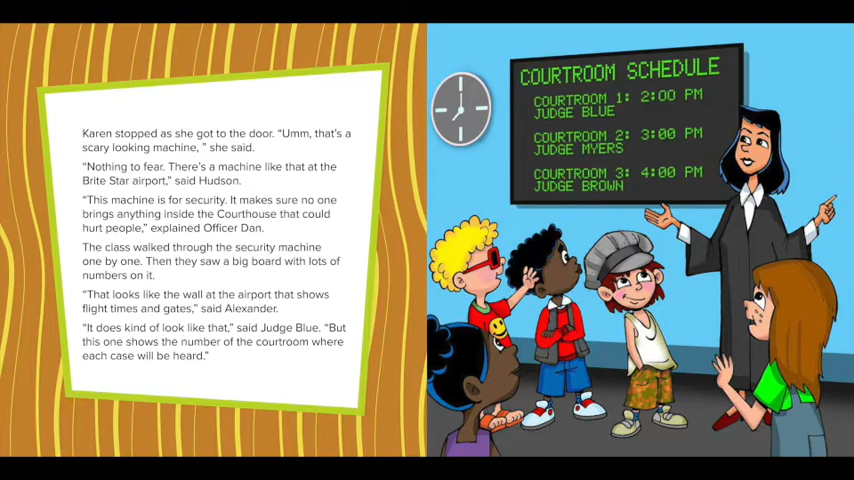 Karen stopped as she got to the door. “Umm, that’s a
scary looking machine, ” she said.
“Nothing to fear. There’s a machine like that at the
Brite Star airport,” said Hudson.
“This machine is for security. It makes sure no one
brings anything inside the Courthouse that could
hurt people,” explained Officer Dan.
The class walked through the security machine
one by one. Then they saw a big board with lots of
numbers on it.
“That looks like the wall at the airport that shows
flight times and gates,” said Alexander.
“It does kind of look like that,” said Judge Blue. “But
this one shows the number of the courtroom where
each case will be heard.”
COURTROOM SCHEDULE
COURTROOM 1: 2:00 PM
JUDGE BLUE
COURTROOM 2: 3:00 PM
JUDGE MYERS
COURTROOM 3: 4:00 PM
JUDGE BROWN